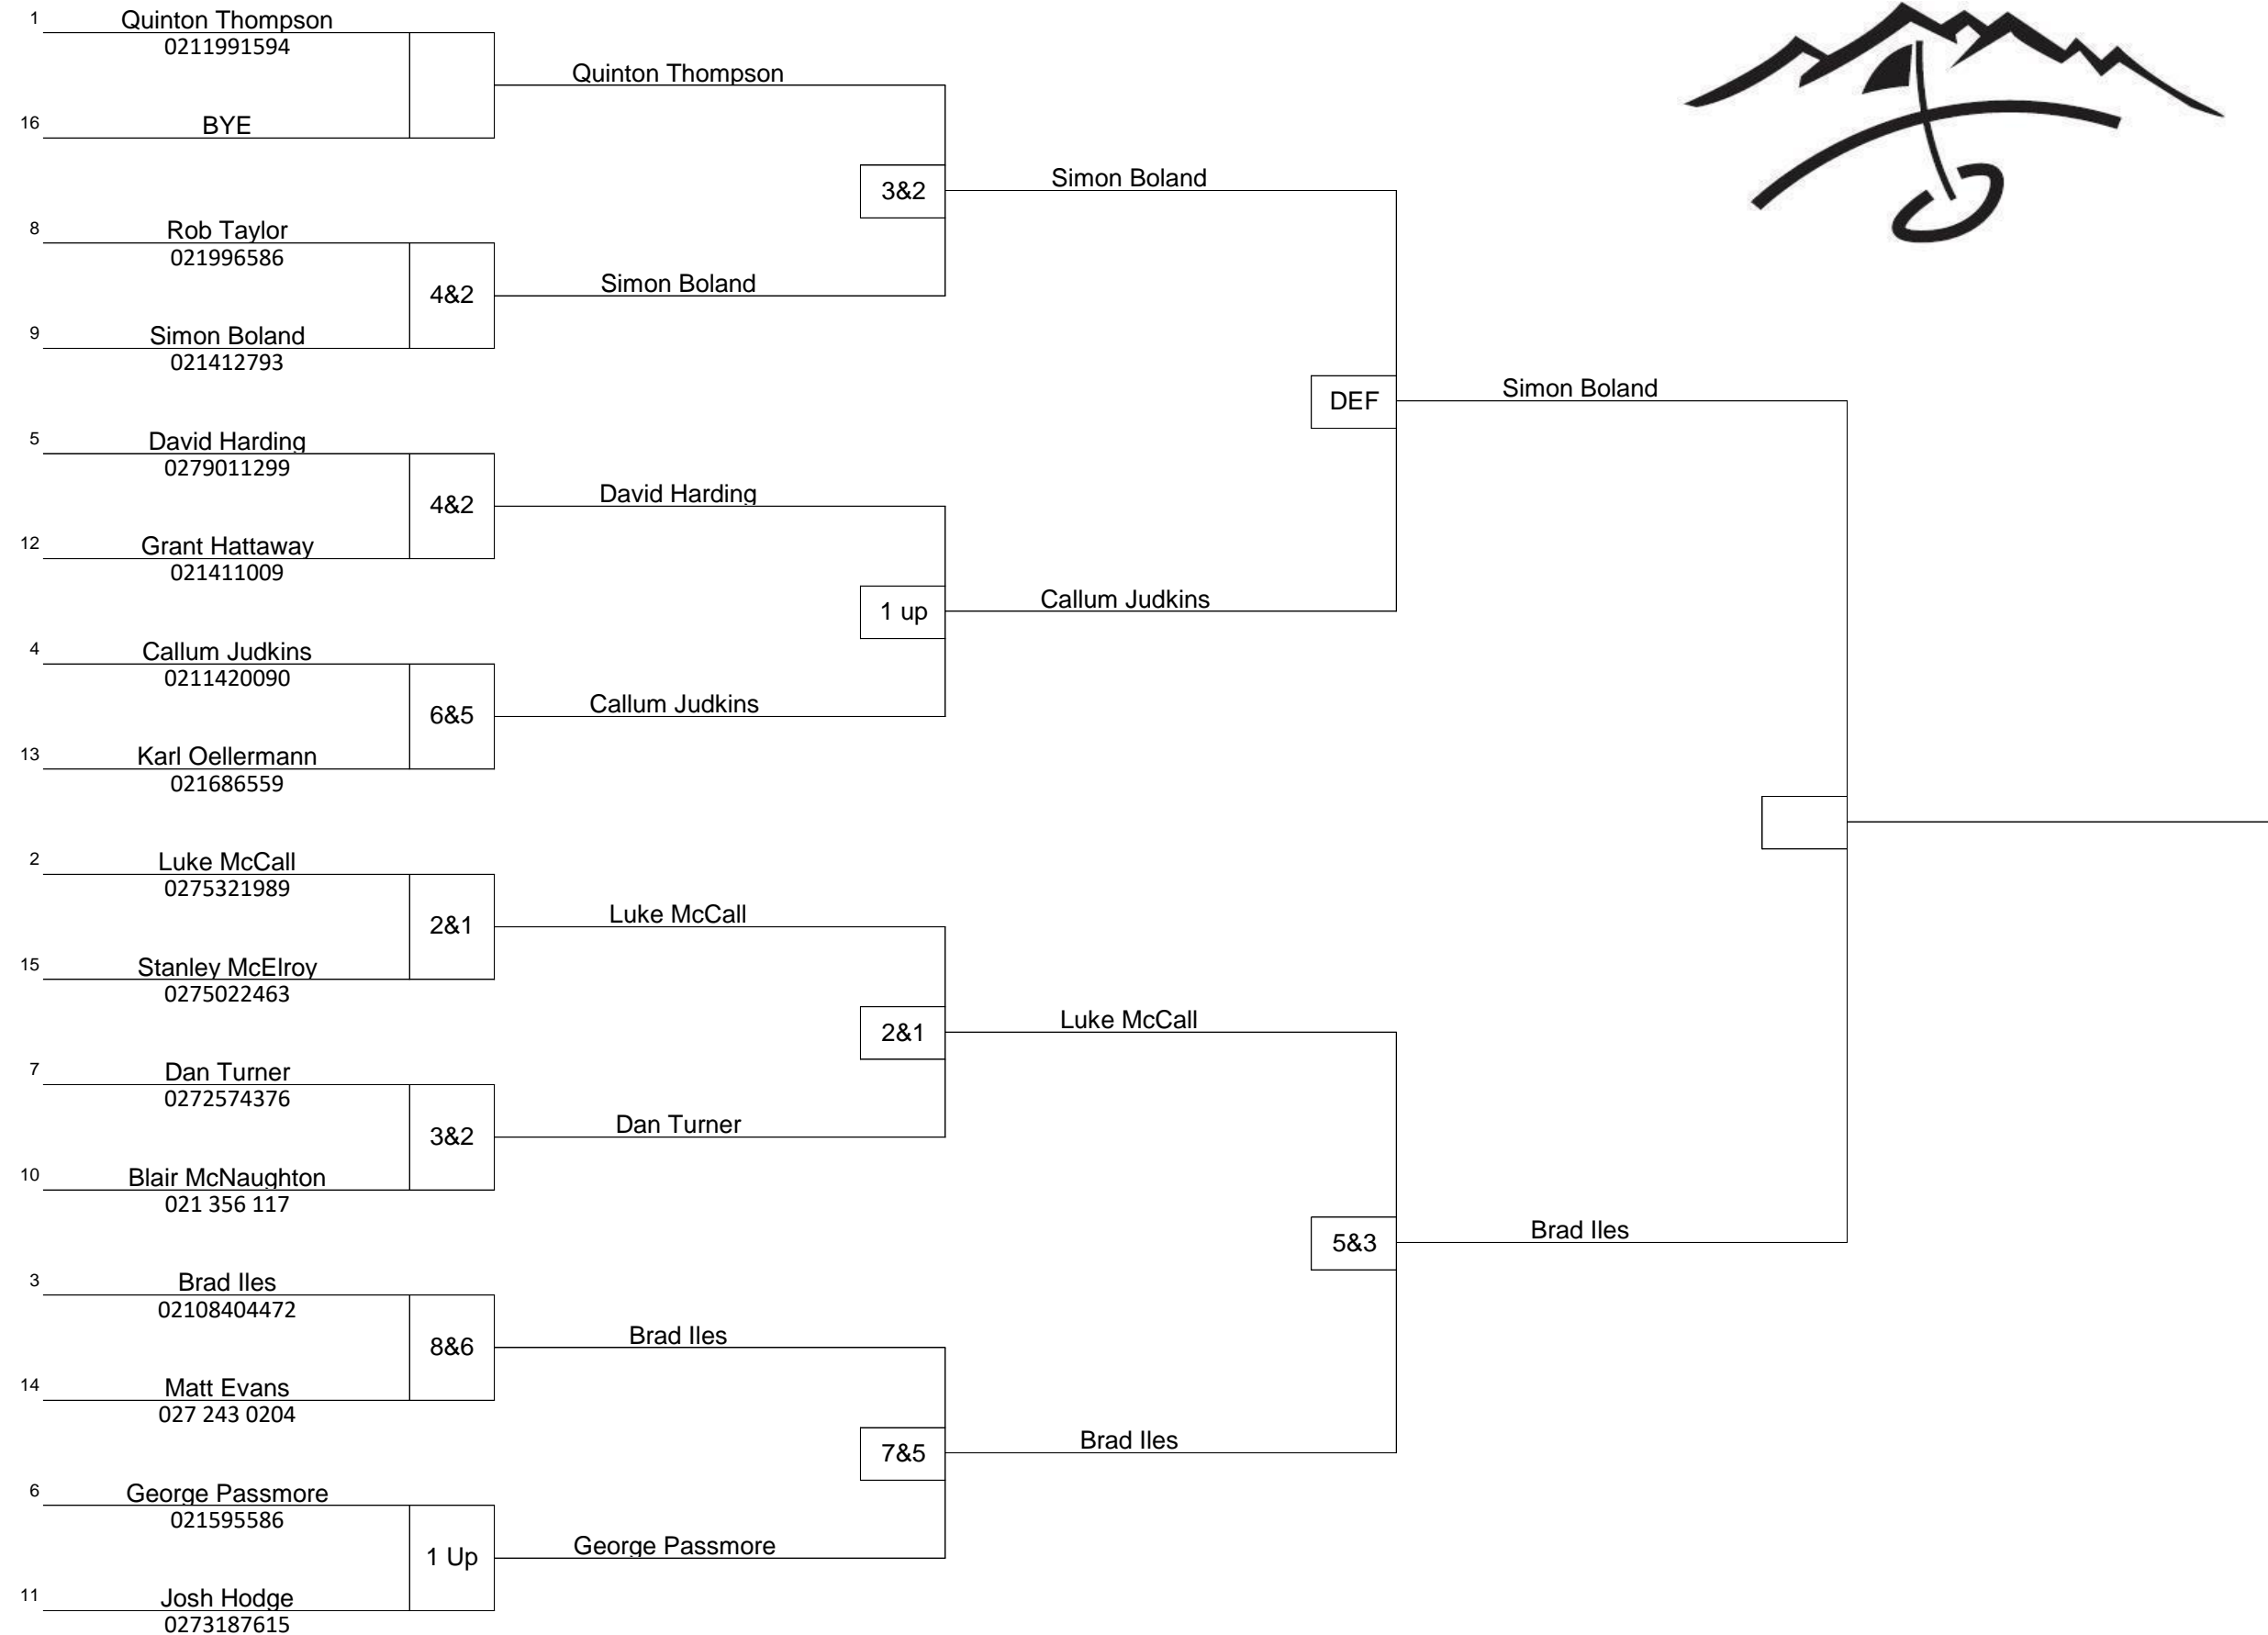 1 Quinton Thompson
0211991594
Quinton Thompson
16 BYE
3&2 Simon Boland
8 Rob Taylor
021996586
4&2 Simon Boland
9 Simon Boland
021412793
DEF Simon Boland
5 David Harding
0279011299
4&2 David Harding
12 Grant Hattaway
021411009
1 up Callum Judkins
4 Callum Judkins
0211420090
6&5 Callum Judkins
13 Karl Oellermann
021686559
2 Luke McCall
0275321989
2&1 Luke McCall
15 Stanley McElroy
0275022463
2&1 Luke McCall
7 Dan Turner
0272574376
3&2 Dan Turner
10 Blair McNaughton
021 356 117
5&3 Brad Iles
3 Brad Iles
02108404472
8&6 Brad Iles
14 Matt Evans
027 243 0204
7&5 Brad Iles
6 George Passmore
021595586
1 Up George Passmore
11 Josh Hodge
0273187615